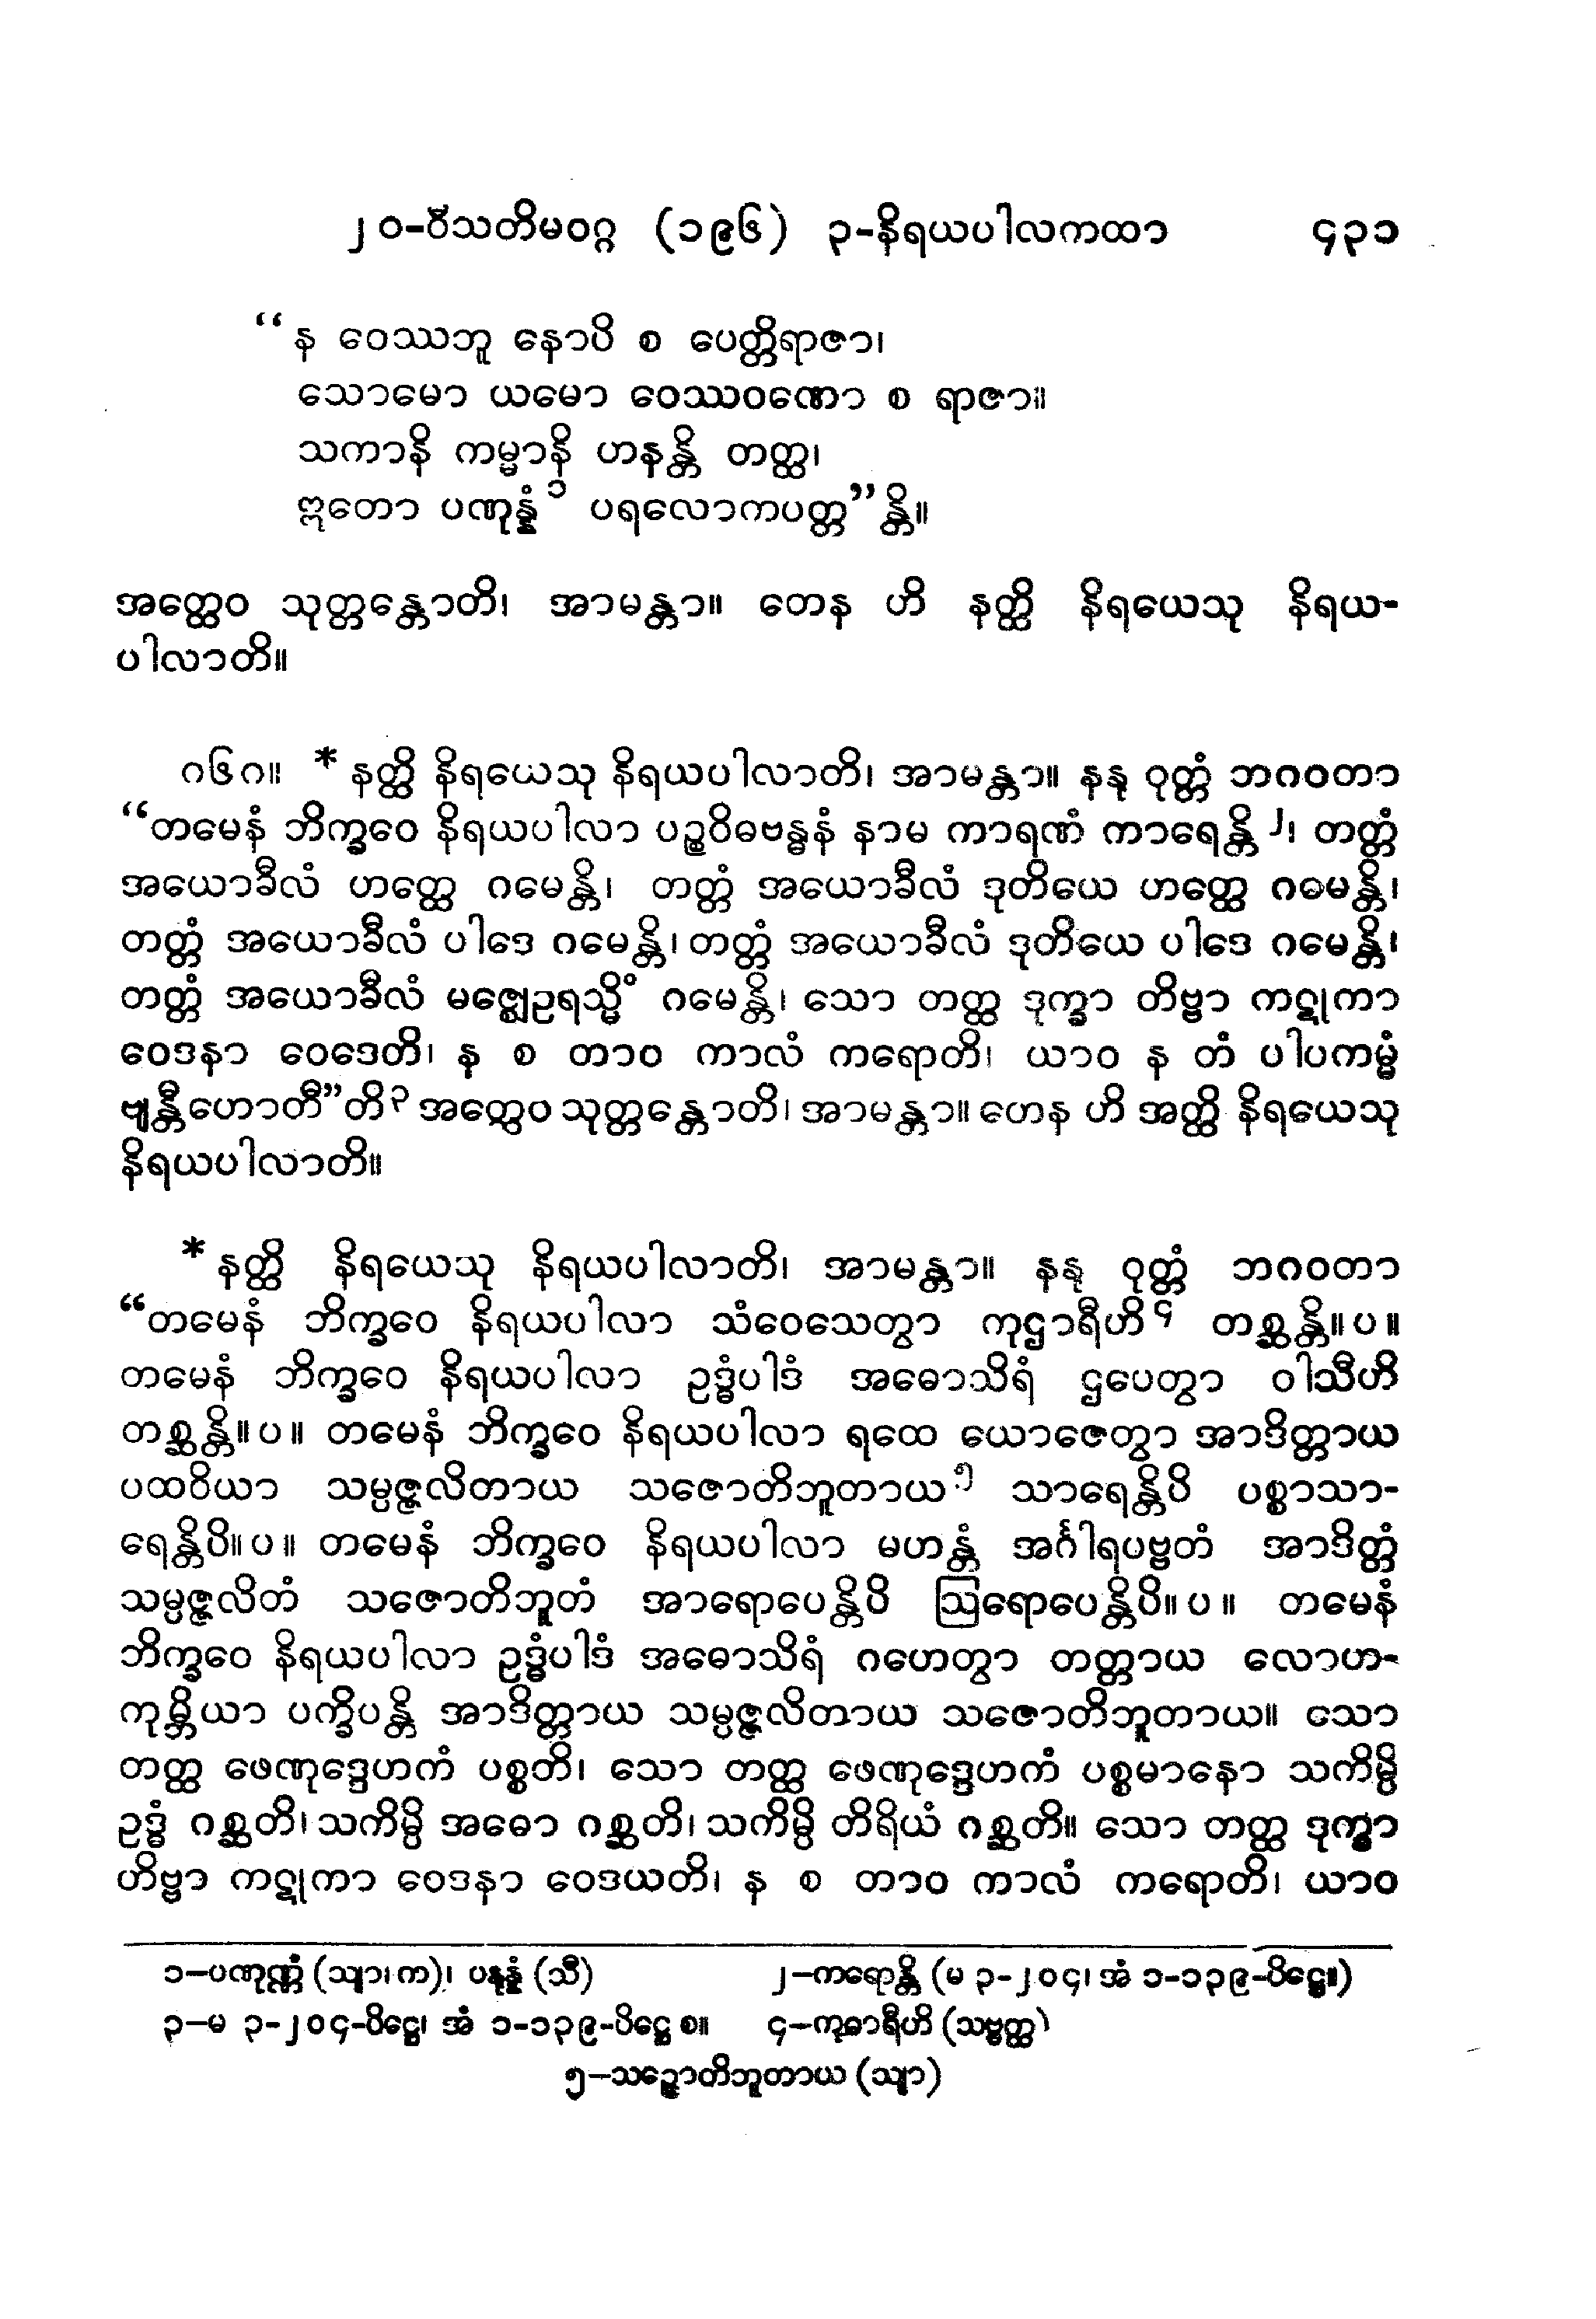 ၂၀-ဝီသတိမဝဂ္ဂ (၁၉၆) ၃-နိရယပါလကထာ ၄၃၁
“န ဝေဿဘူ နောပိ စ ပေတ္တိရာဇာ၊
သောမော ယမော ဝေဿဝဏော စ ရာဇာ။
သကာနိ ကမ္မာနိ ဟနန္တိ တတ္ထ၊
ဣတော ပဏုန္နံ၁ ပရလောကပတ္တ”န္တိ။
အတ္ထေဝ သုတ္တန္တောတိ၊ အာမန္တာ။ တေန ဟိ နတ္ထိ နိရယေသု နိရယ-
ပါလာတိ။
၈၆၈။ * နတ္ထိ နိရယေသု နိရယပါလာတိ၊ အာမန္တာ။ နနု ဝုတ္တံ ဘဂဝတာ
“တမေနံ ဘိက္ခဝေ နိရယပါလာ ပဉ္စဝိဓဗန္ဓနံ နာမ ကာရဏံ ကာရေန္တိ၂၊ တတ္တံ
အယောခီလံ ဟတ္ထေ ဂမေန္တိ၊ တတ္တံ အယောခီလံ ဒုတိယေ ဟတ္ထေ ဂမေန္တိ၊
တတ္တံ အယောခီလံ ပါဒေ ဂမေန္တိ၊ တတ္တံ အယောခီလံ ဒုတိယေ ပါဒေ ဂမေန္တိ၊
တတ္တံ အယောခီလံ မဇ္ဈေဥရသ္မိံ ဂမေန္တိ၊ သော တတ္ထ ဒုက္ခာ တိဗ္ဗာ ကဋုကာ
ဝေဒနာ ဝေဒေတိ၊ န စ တာဝ ကာလံ ကရောတိ၊ ယာဝ န တံ ပါပကမ္မံ
ဗျန္တီဟောတီ”တိ၃ အတ္ထေဝ သုတ္တန္တောတိ၊ အာမန္တာ။ တေန ဟိ အတ္ထိ နိရယေသု
နိရယပါလာတိ။
* နတ္ထိ နိရယေသု နိရယပါလာတိ၊ အာမန္တာ။ နနု ဝုတ္တံ ဘဂဝတာ
“တမေနံ ဘိက္ခဝေ နိရယပါလာ သံဝေသေတွာ ကုဌာရီဟိ၄ တစ္ဆန္တိ။ပ။
တမေနံ ဘိက္ခဝေ နိရယပါလာ ဥဒ္ဓံပါဒံ အဓောသိရံ ဌပေတွာ ဝါသီဟိ
တစ္ဆန္တိ။ပ။ တမေနံ ဘိက္ခဝေ နိရယပါလာ ရထေ ယောဇေတွာ အာဒိတ္တာယ
ပထဝိယာ သမ္ပဇ္ဇလိတာယ သဇောတိဘူတာယ၅ သာရေန္တိပိ ပစ္စာသာ-
ရေန္တိပိ။ပ။ တမေနံ ဘိက္ခဝေ နိရယပါလာ မဟန္တံ အင်္ဂါရပဗ္ဗတံ အာဒိတ္တံ
သမ္ပဇ္ဇလိတံ သဇောတိဘူတံ အာရောပေန္တိပိ ဩရောပေန္တိပိ။ပ။ တမေနံ
ဘိက္ခဝေ နိရယပါလာ ဥဒ္ဓံပါဒံ အဓောသိရံ ဂဟေတွာ တတ္တာယ လောဟ-
ကုမ္ဘိယာ ပက္ခိပန္တိ အာဒိတ္တာယ သမ္ပဇ္ဇလိတာယ သဇောတိဘူတာယ။ သော
တတ္ထ ဖေဏုဒ္ဒေဟကံ ပစ္စတိ၊ သော တတ္ထ ဖေဏုဒ္ဒေဟကံ ပစ္စမာနော သကိမ္ပိ
ဥဒ္ဓံ ဂစ္ဆတိ၊ သကိမ္ပိ အဓော ဂစ္ဆတိ၊ သကိမ္ပိ တိရိယံ ဂစ္ဆတိ။ သော တတ္ထ ဒုက္ခာ
တိဗ္ဗာ ကဋုကာ ဝေဒနာ ဝေဒယတိ၊ န စ တာဝ ကာလံ ကရောတိ၊ ယာဝ
၁-ပဏုဏ္ဏံ (သျာ၊ က)၊ ပနုန္နံ (သီ) ၂-ကရောန္တိ (မ ၃-၂၀၄၊ အံ ၁-၁၃၉-ပိဋ္ဌေ။)
၃-မ ၃-၂၀၄-ပိဋ္ဌေ၊ အံ ၁-၁၃၉-ပိဋ္ဌေ စ။ ၄-ကုဓာရီဟိ (သဗ္ဗတ္ထ)
၅-သဉ္ဇောတိဘူတာယ (သျာ)